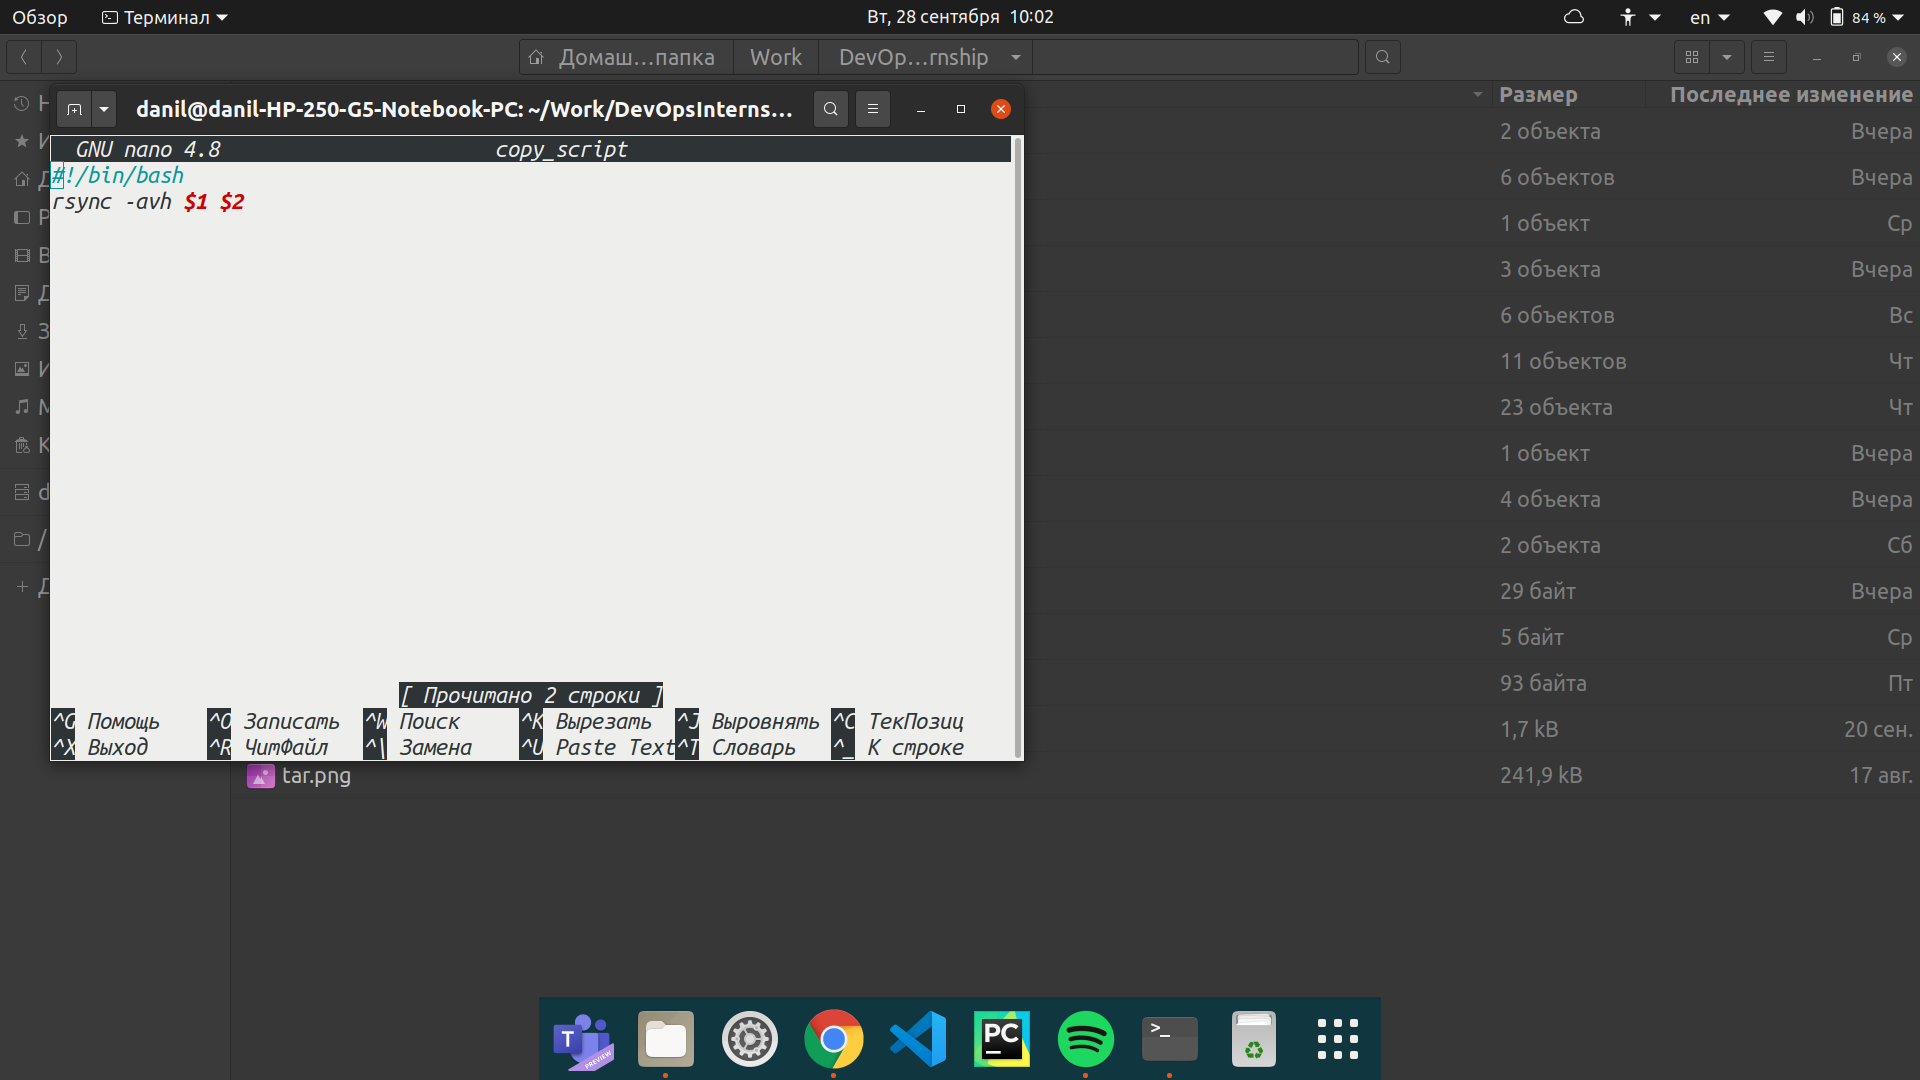 Обзор Терминал Вт, 28 сентября 10:02 en 84 %
Домаш...папка Work DevOp...rnship
danil@danil-HP-250-G5-Notebook-PC: ~/Work/DevOpsInterns...
Размер Последнее изменение
GNU nano 4.8 copy_script
#!/bin/bash
rsync -avh $1 $2
[ Прочитано 2 строки ]
^G Помощь ^O Записать ^W Поиск ^K Вырезать ^J Выровнять ^C ТекПозиц
^X Выход ^R ЧитФайл ^\ Замена ^U Paste Text ^T Словарь ^_ К строке
2 объекта Вчера
6 объектов Вчера
1 объект Ср
3 объекта Вчера
6 объектов Вс
11 объектов Чт
23 объекта Чт
1 объект Вчера
4 объекта Вчера
2 объекта Сб
29 байт Вчера
5 байт Ср
93 байта Пт
1,7 kB 20 сен.
tar.png 241,9 kB 17 авг.
T PREVIEW
PC
>_